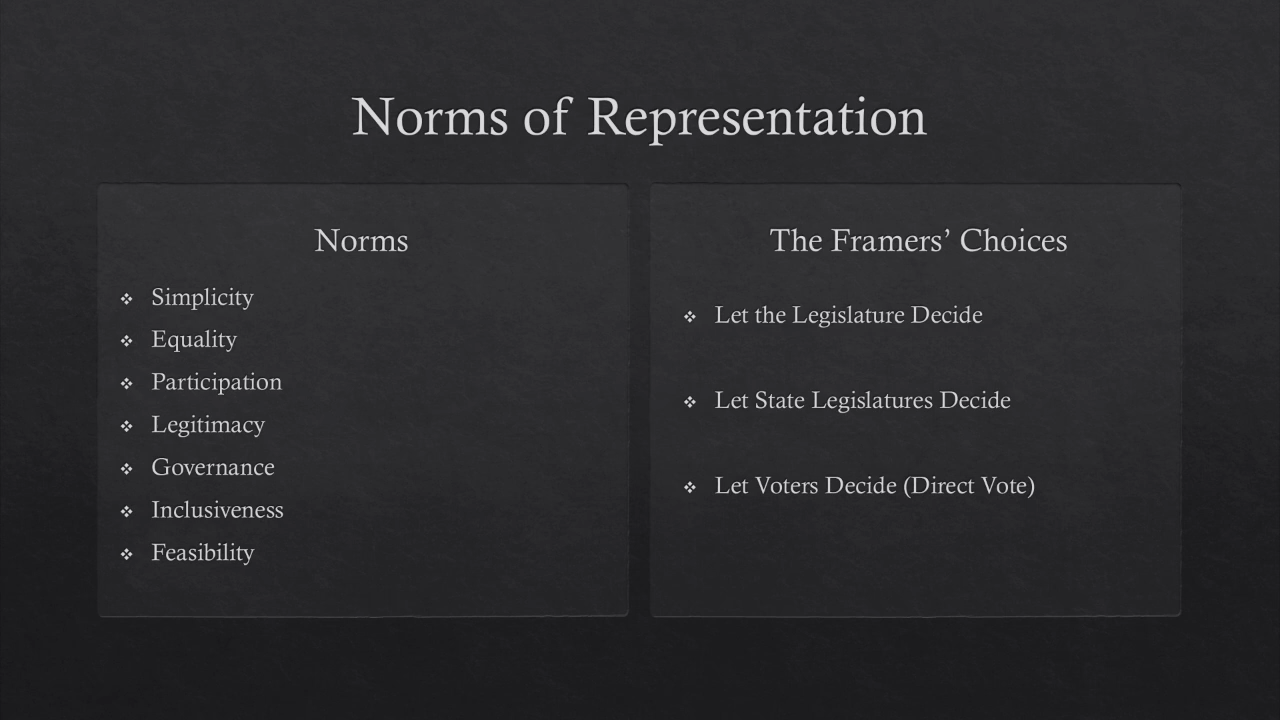 Norms of Representation
Norms
❖ Simplicity
❖ Equality
❖ Participation
❖ Legitimacy
❖ Governance
❖ Inclusiveness
❖ Feasibility
The Framers’ Choices
❖ Let the Legislature Decide
❖ Let State Legislatures Decide
❖ Let Voters Decide (Direct Vote)